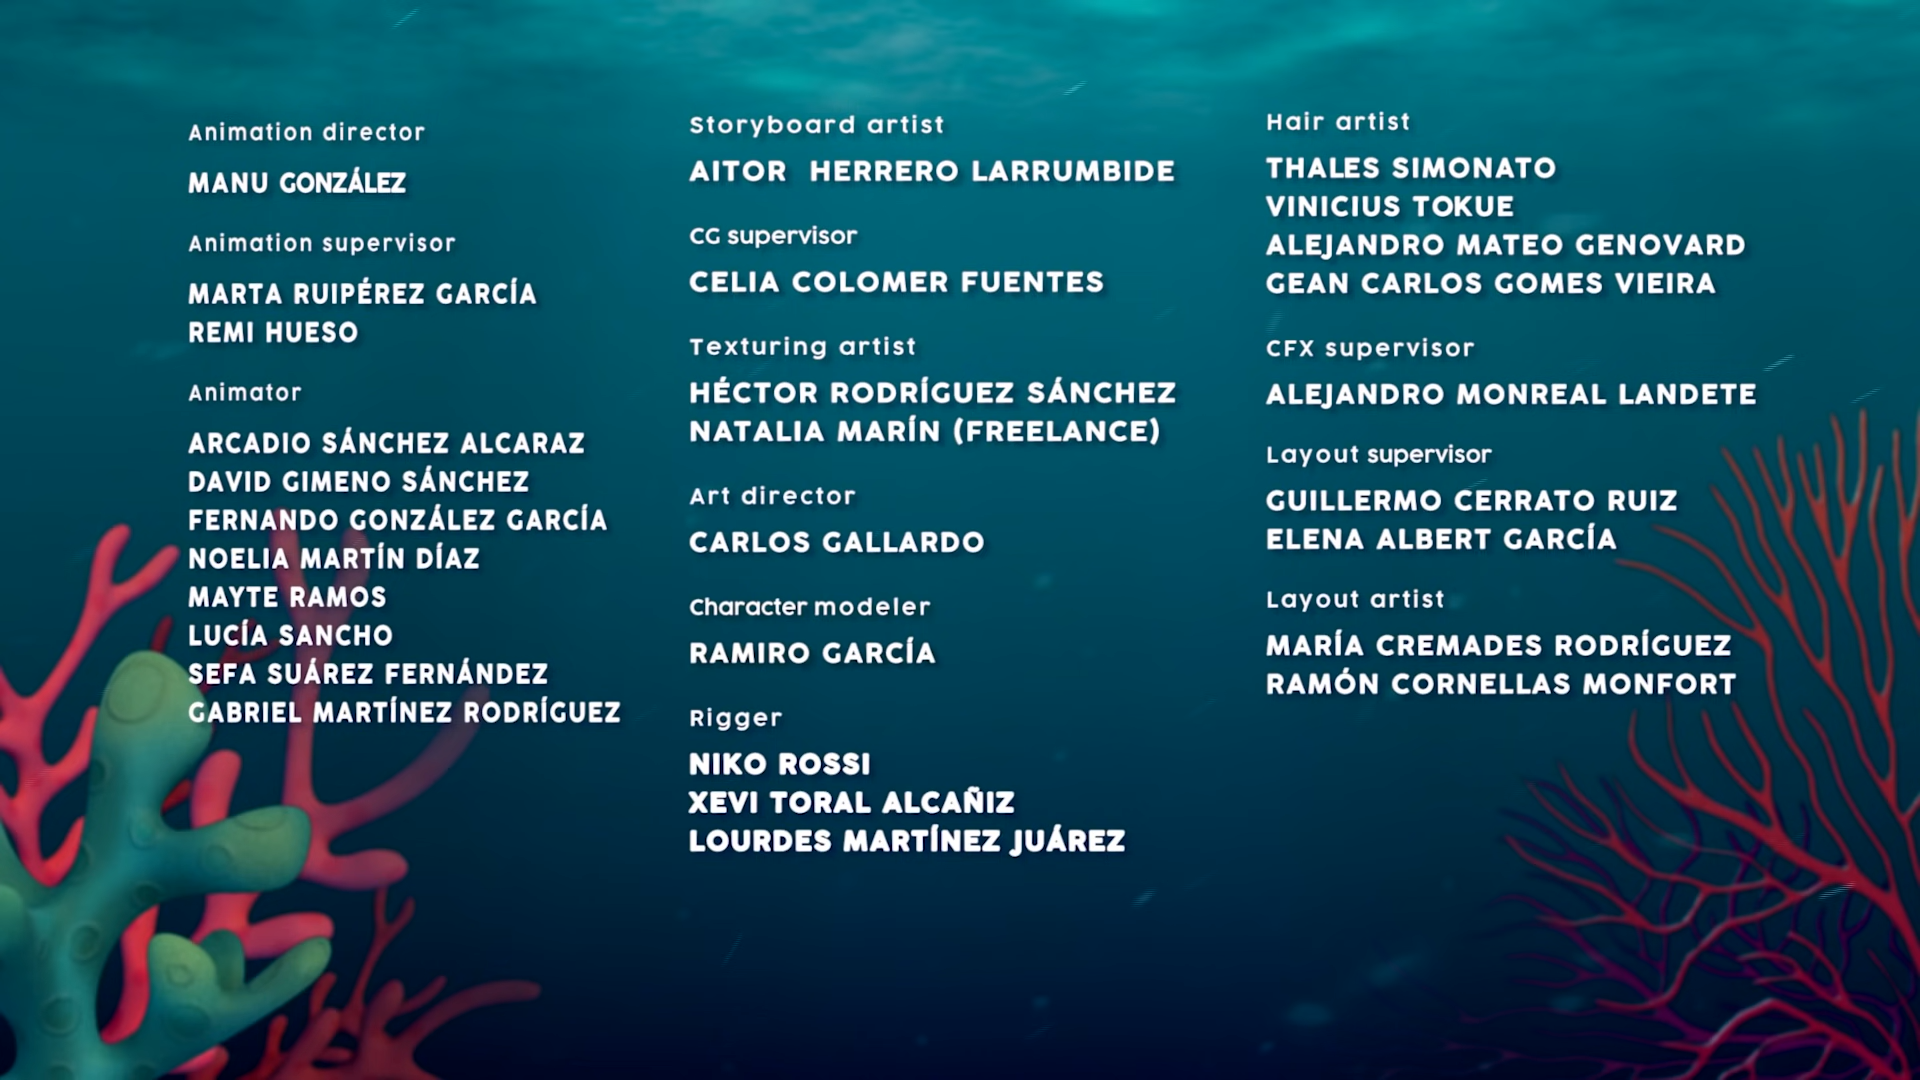 Animation director
MANU GONZÁLEZ
Animation supervisor
MARTA RUIPÉREZ GARCÍA
REMI HUESO
Animator
ARCADIO SÁNCHEZ ALCARAZ
DAVID GIMENO SÁNCHEZ
FERNANDO GONZÁLEZ GARCÍA
NOELIA MARTÍN DÍAZ
MAYTE RAMOS
LUCÍA SANCHO
SEFA SUÁREZ FERNÁNDEZ
GABRIEL MARTÍNEZ RODRÍGUEZ
Storyboard artist
AITOR HERRERO LARRUMBIDE
CG supervisor
CELIA COLOMER FUENTES
Texturing artist
HÉCTOR RODRÍGUEZ SÁNCHEZ
NATALIA MARÍN (FREELANCE)
Art director
CARLOS GALLARDO
Character modeler
RAMIRO GARCÍA
Rigger
NIKO ROSSI
XEVI TORAL ALCAÑIZ
LOURDES MARTÍNEZ JUÁREZ
Hair artist
THALES SIMONATO
VINICIUS TOKUE
ALEJANDRO MATEO GENOVARD
GEAN CARLOS GOMES VIEIRA
CFX supervisor
ALEJANDRO MONREAL LANDETE
Layout supervisor
GUILLERMO CERRATO RUIZ
ELENA ALBERT GARCÍA
Layout artist
MARÍA CREMADES RODRÍGUEZ
RAMÓN CORNELLAS MONFORT